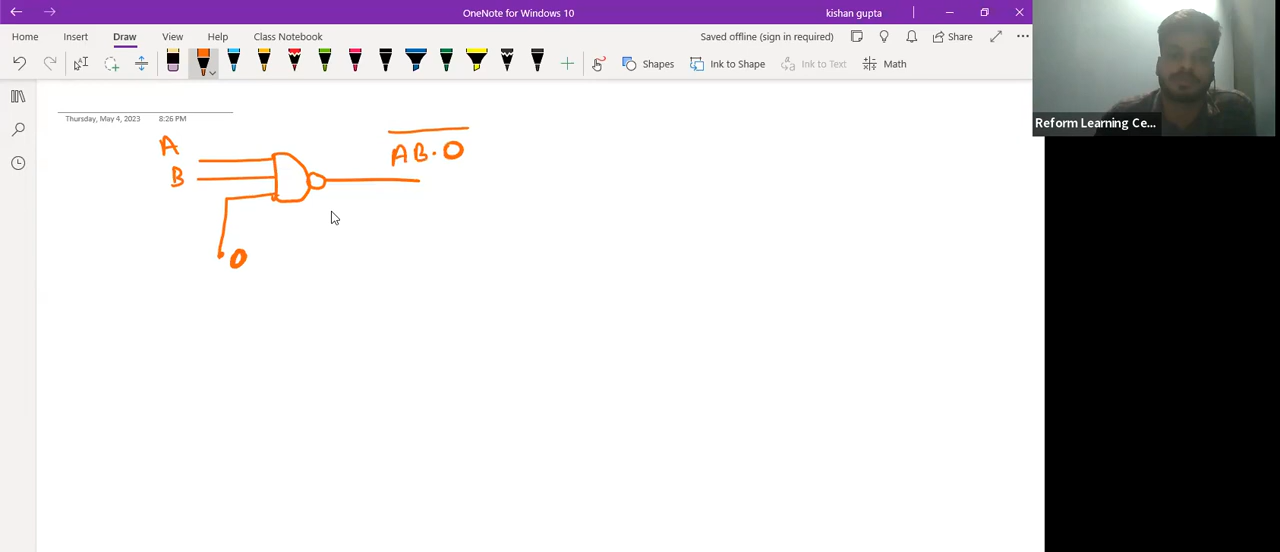 OneNote for Windows 10
kishan gupta
Home Insert Draw View Help Class Notebook
Saved offline (sign in required)
Share
Shapes
Ink to Shape
Ink to Text
Math
Reform Learning Ce...
Thursday, May 4, 2023 8:26 PM
A
B
0
A B . 0